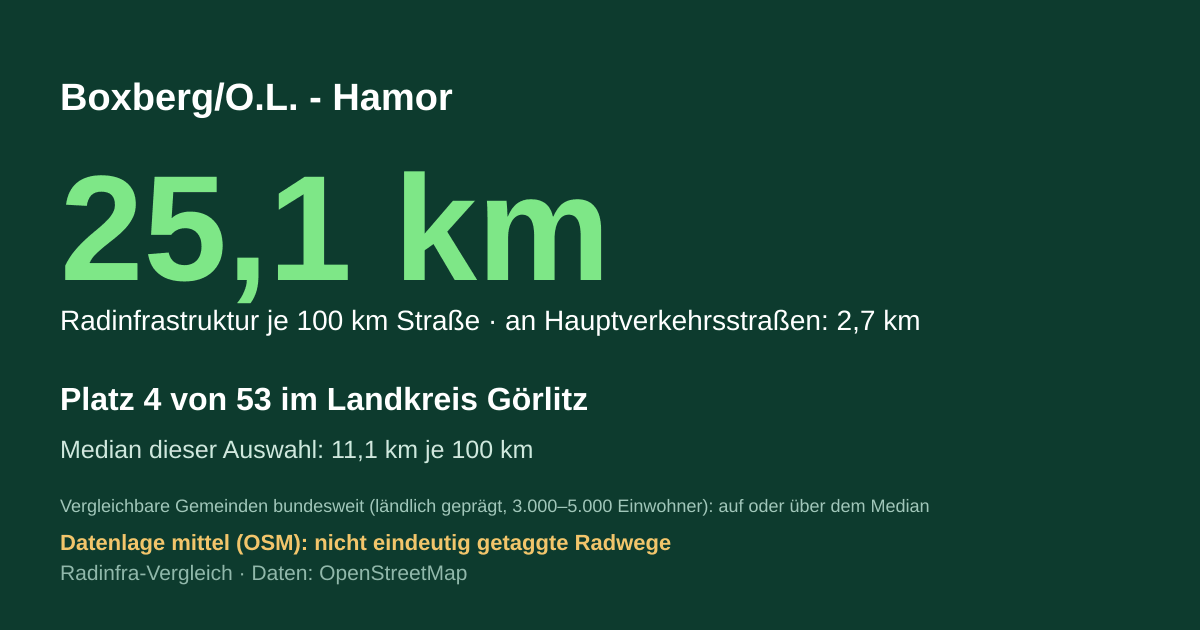 Boxberg/O.L. - Hamor
25,1 km
Radinfrastruktur je 100 km Straße · an Hauptverkehrsstraßen: 2,7 km
Platz 4 von 53 im Landkreis Görlitz
Median dieser Auswahl: 11,1 km je 100 km
Vergleichbare Gemeinden bundesweit (ländlich geprägt, 3.000–5.000 Einwohner): auf oder über dem Median
Datenlage mittel (OSM): nicht eindeutig getaggte Radwege
Radinfra-Vergleich · Daten: OpenStreetMap